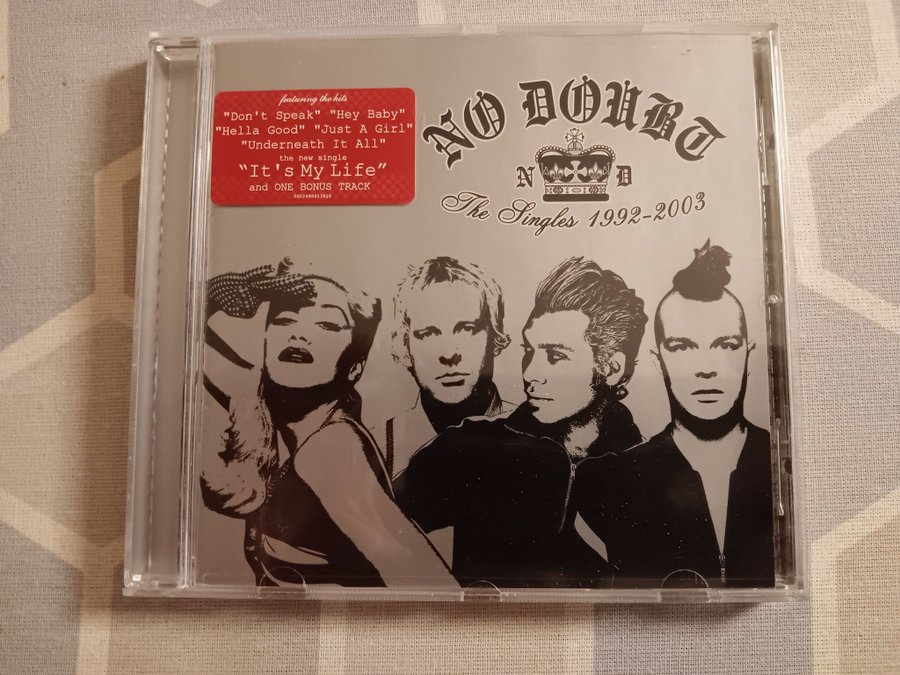 featuring the hits
"Don't Speak" "Hey Baby"
"Hella Good" "Just A Girl"
"Underneath It All"
the new single
"It's My Life"
and ONE BONUS TRACK
NO DOUBT
N D
The Singles 1992-2003